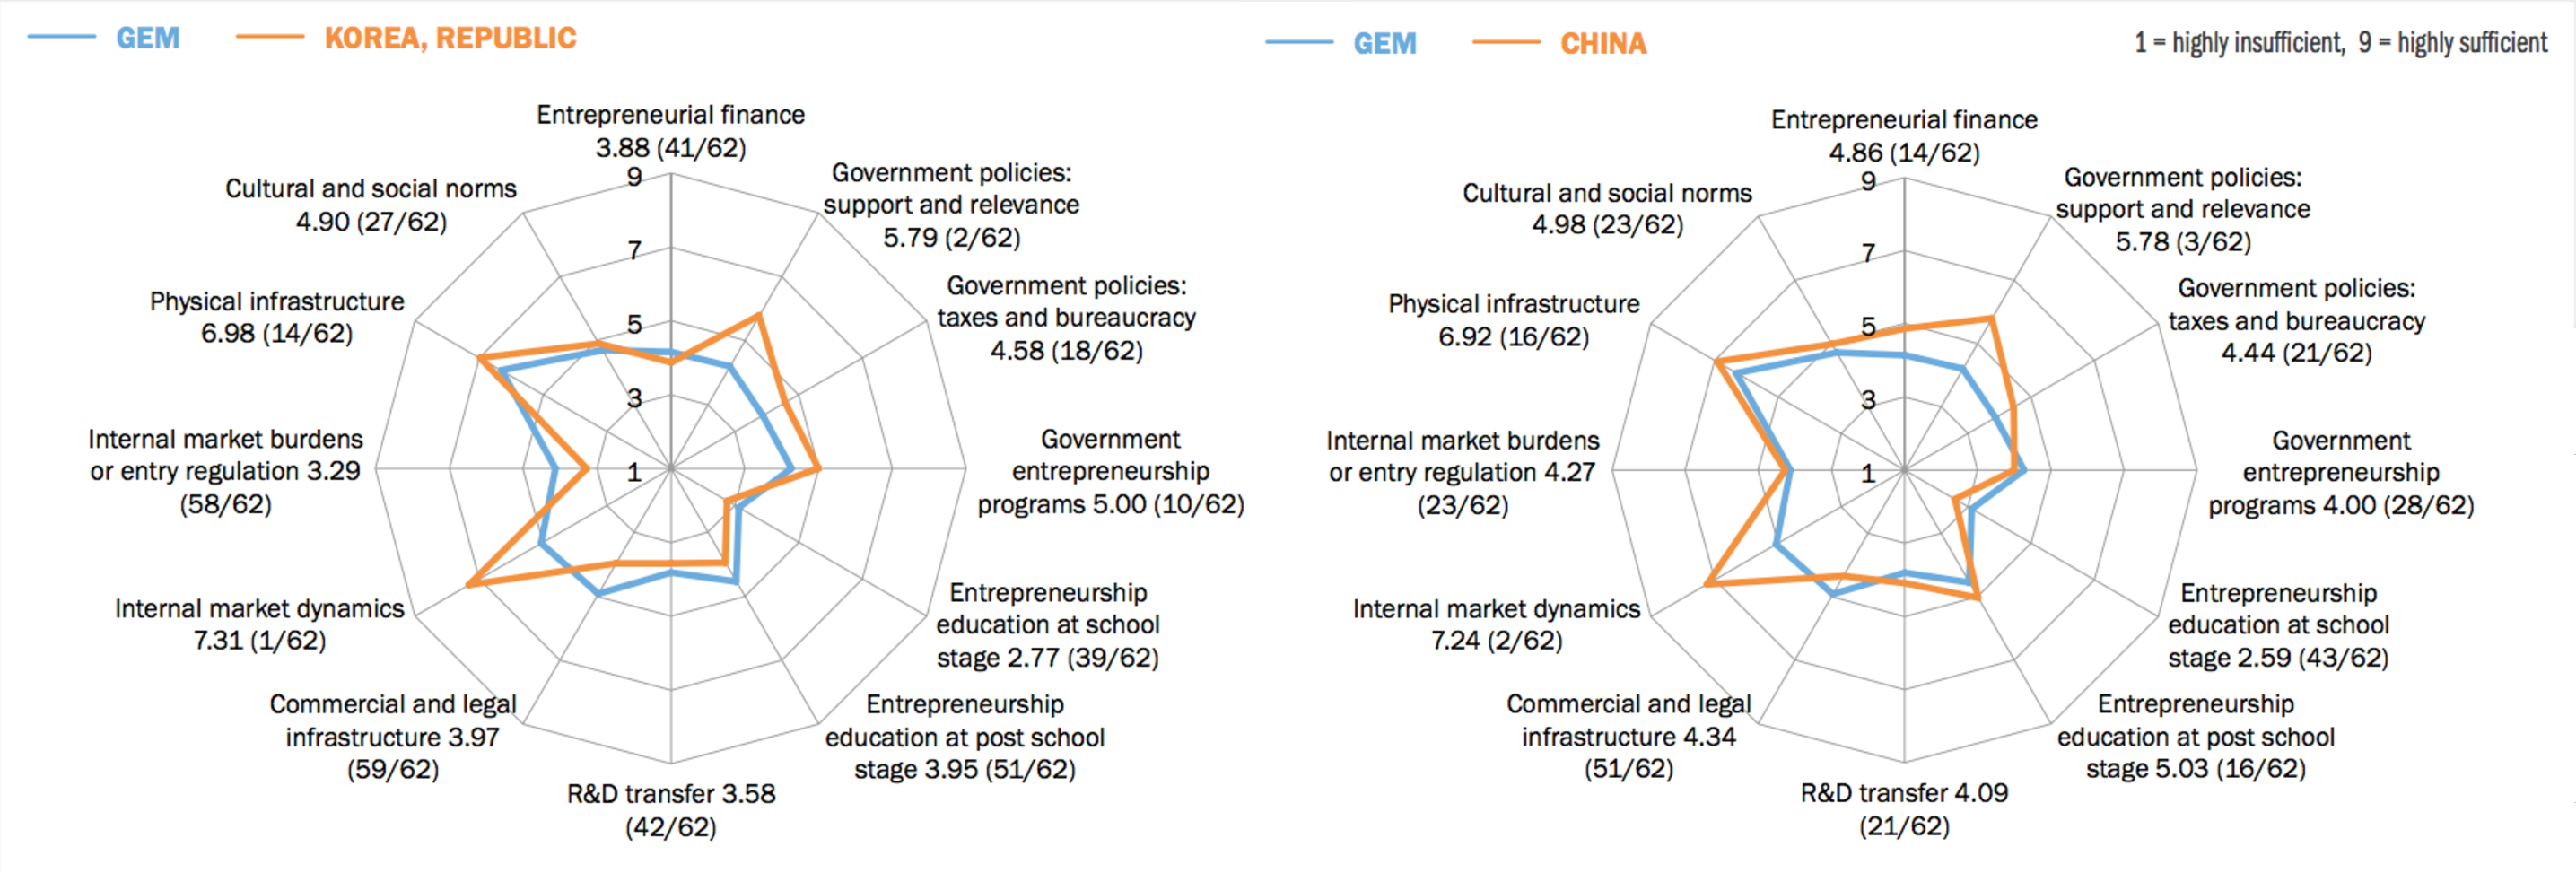 GEM KOREA, REPUBLIC
Entrepreneurial finance
3.88 (41/62)
Government policies:
support and relevance
5.79 (2/62)
Government policies:
taxes and bureaucracy
4.58 (18/62)
Government
entrepreneurship
programs 5.00 (10/62)
Entrepreneurship
education at school
stage 2.77 (39/62)
Entrepreneurship
education at post school
stage 3.95 (51/62)
R&D transfer 3.58
(42/62)
Commercial and legal
infrastructure 3.97
(59/62)
Internal market dynamics
7.31 (1/62)
Internal market burdens
or entry regulation 3.29
(58/62)
Physical infrastructure
6.98 (14/62)
Cultural and social norms
4.90 (27/62)
9
7
5
3
1
GEM CHINA
1 = highly insufficient, 9 = highly sufficient
Entrepreneurial finance
4.86 (14/62)
Government policies:
support and relevance
5.78 (3/62)
Government policies:
taxes and bureaucracy
4.44 (21/62)
Government
entrepreneurship
programs 4.00 (28/62)
Entrepreneurship
education at school
stage 2.59 (43/62)
Entrepreneurship
education at post school
stage 5.03 (16/62)
R&D transfer 4.09
(21/62)
Commercial and legal
infrastructure 4.34
(51/62)
Internal market dynamics
7.24 (2/62)
Internal market burdens
or entry regulation 4.27
(23/62)
Physical infrastructure
6.92 (16/62)
Cultural and social norms
4.98 (23/62)
9
7
5
3
1